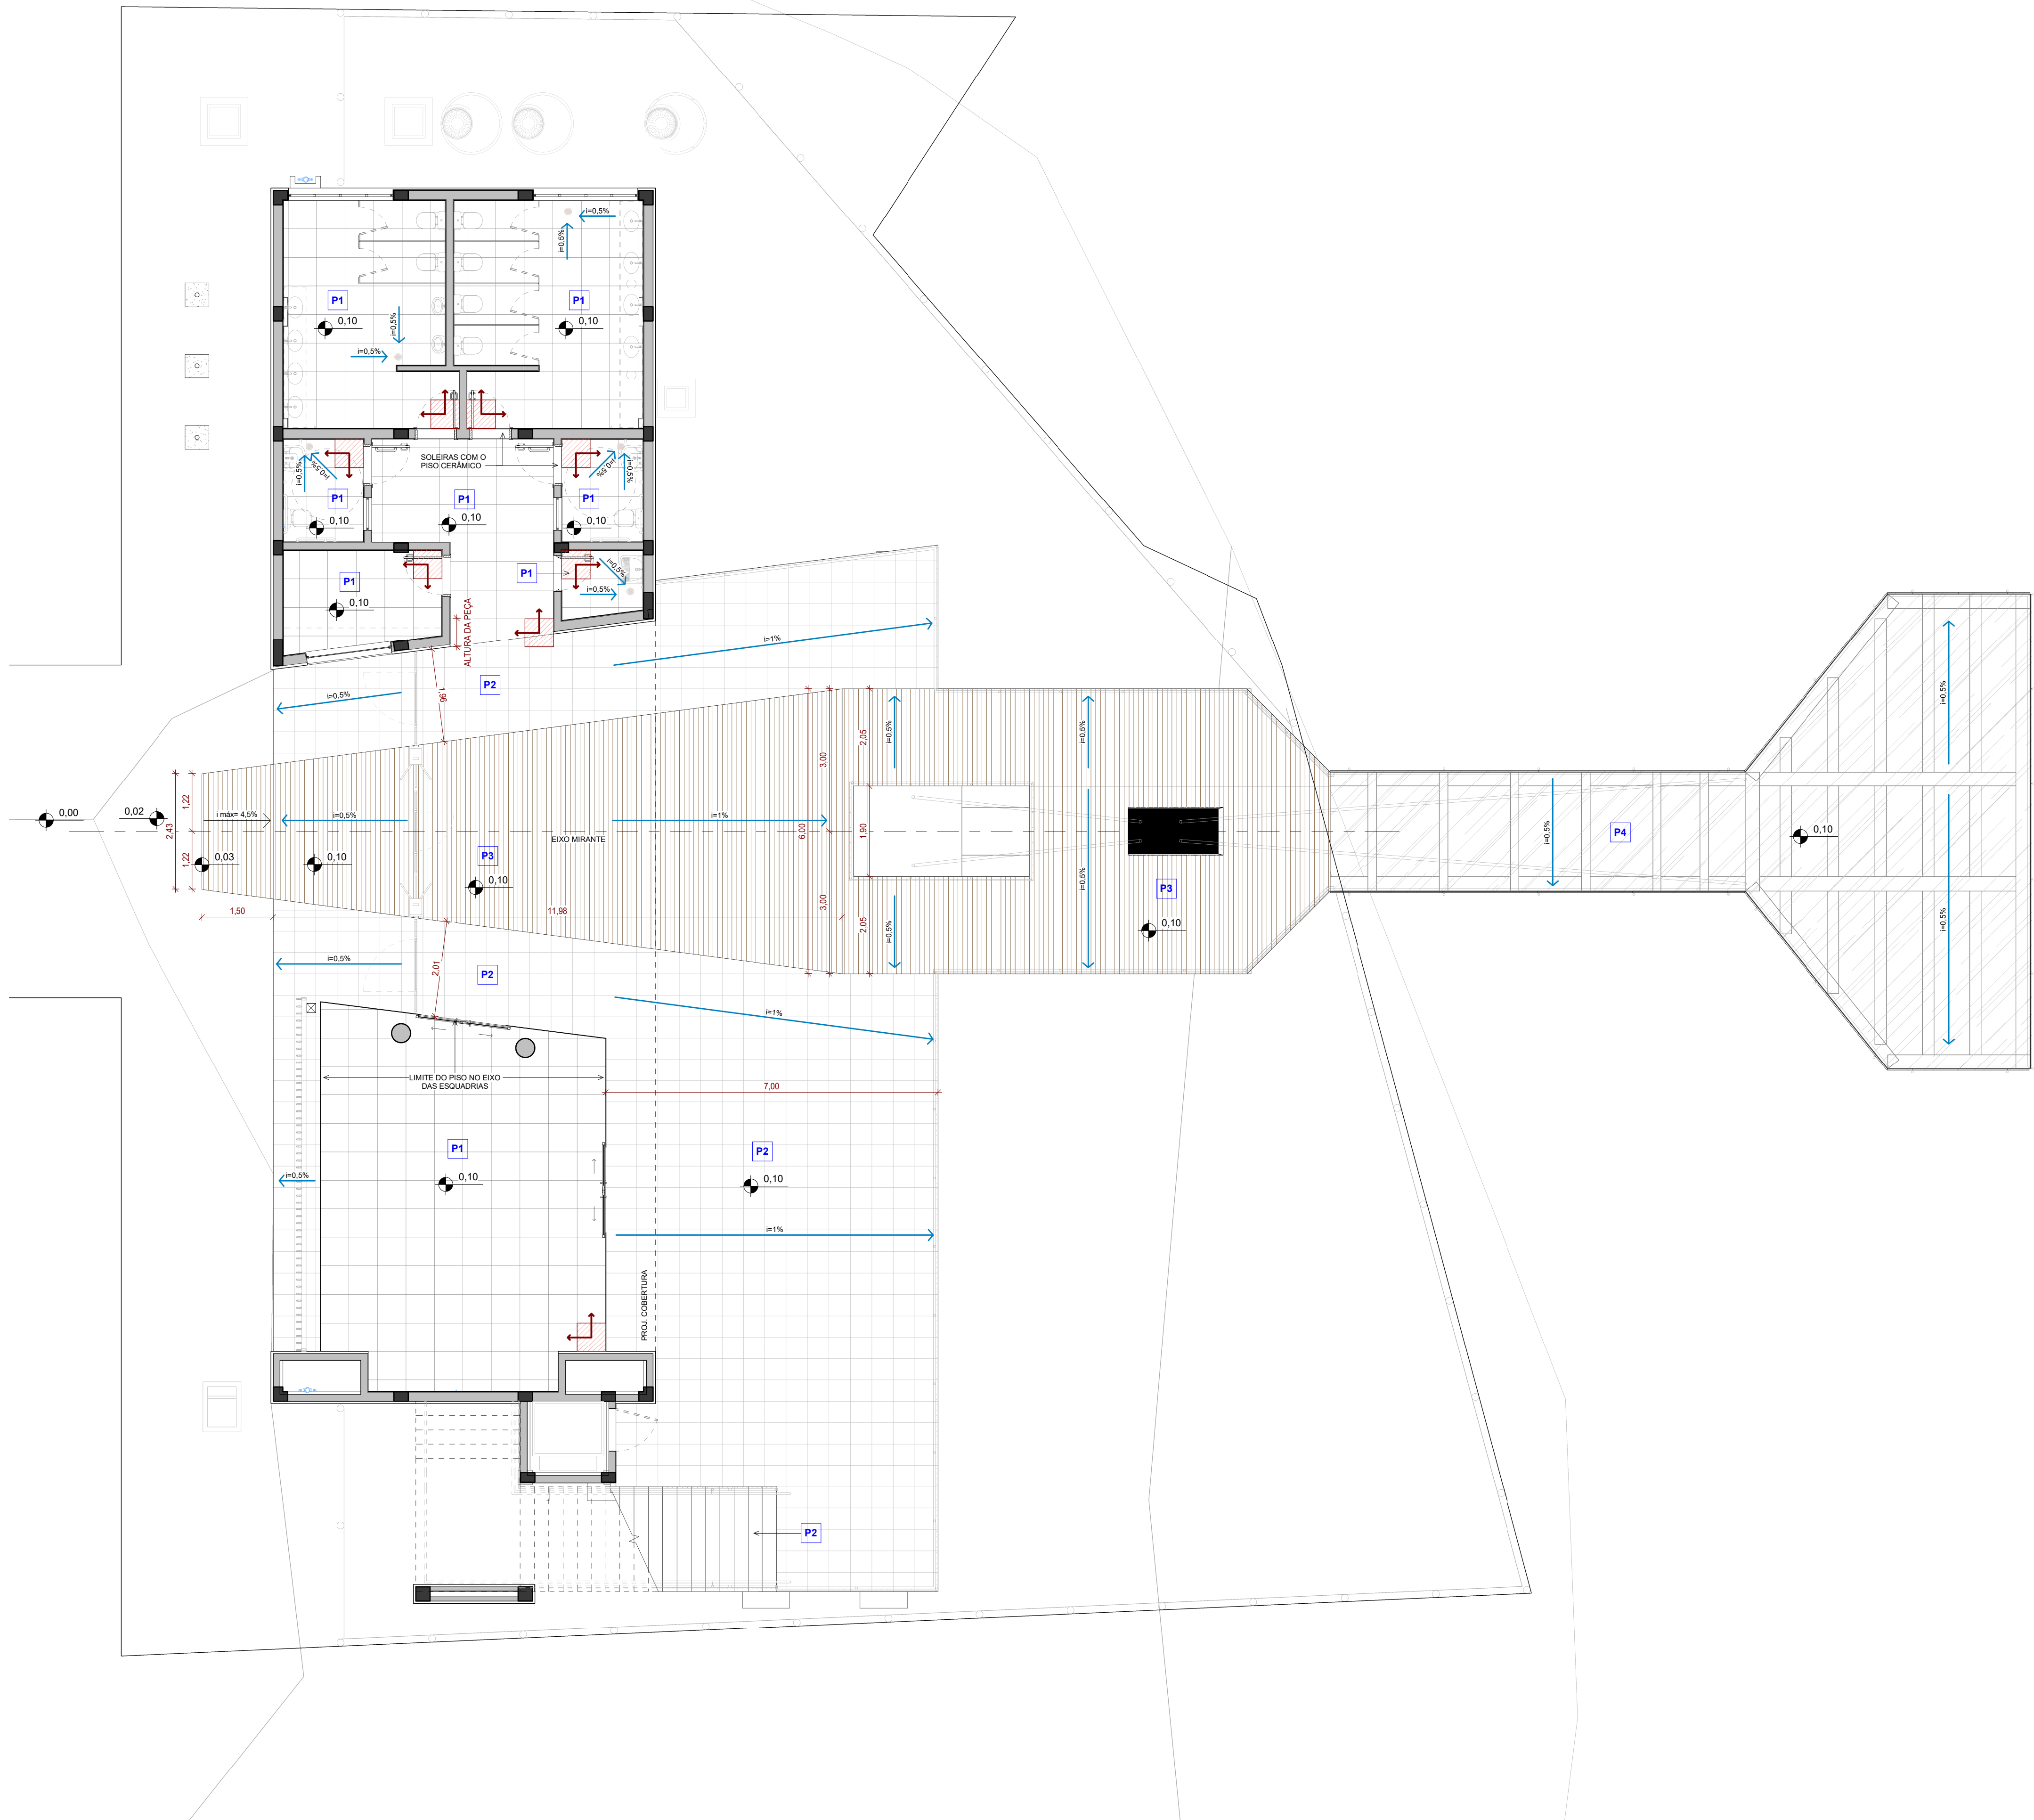 i=0,5%
i=0,5%
P1
P1
0,10
0,10
i=0,5%
i=0,5%
SOLEIRAS COM O
PISO CERÂMICO
i=0,5%
i=0,5%
i=0,5%
i=0,5%
P1
P1
P1
0,10
0,10
0,10
P1
P1
i=0,5%
i=0,5%
0,10
ALTURA DA PEÇA
i=1%
P2
1,96
i=0,5%
i=0,5%
i=0,5%
i=0,5%
2,05
3,00
1,22
2,43
1,22
0,00
0,02
i máx= 4,5%
i=0,5%
i=1%
EIXO MIRANTE
6,00
1,90
i=0,5%
i=0,5%
P4
0,10
0,03
0,10
P3
0,10
P3
0,10
i=0,5%
3,00
2,05
i=0,5%
1,50
11,98
i=0,5%
2,01
P2
i=1%
LIMITE DO PISO NO EIXO
DAS ESQUADRIAS
7,00
P1
P2
i=0,5%
0,10
0,10
i=1%
PROJ. COBERTURA
P2